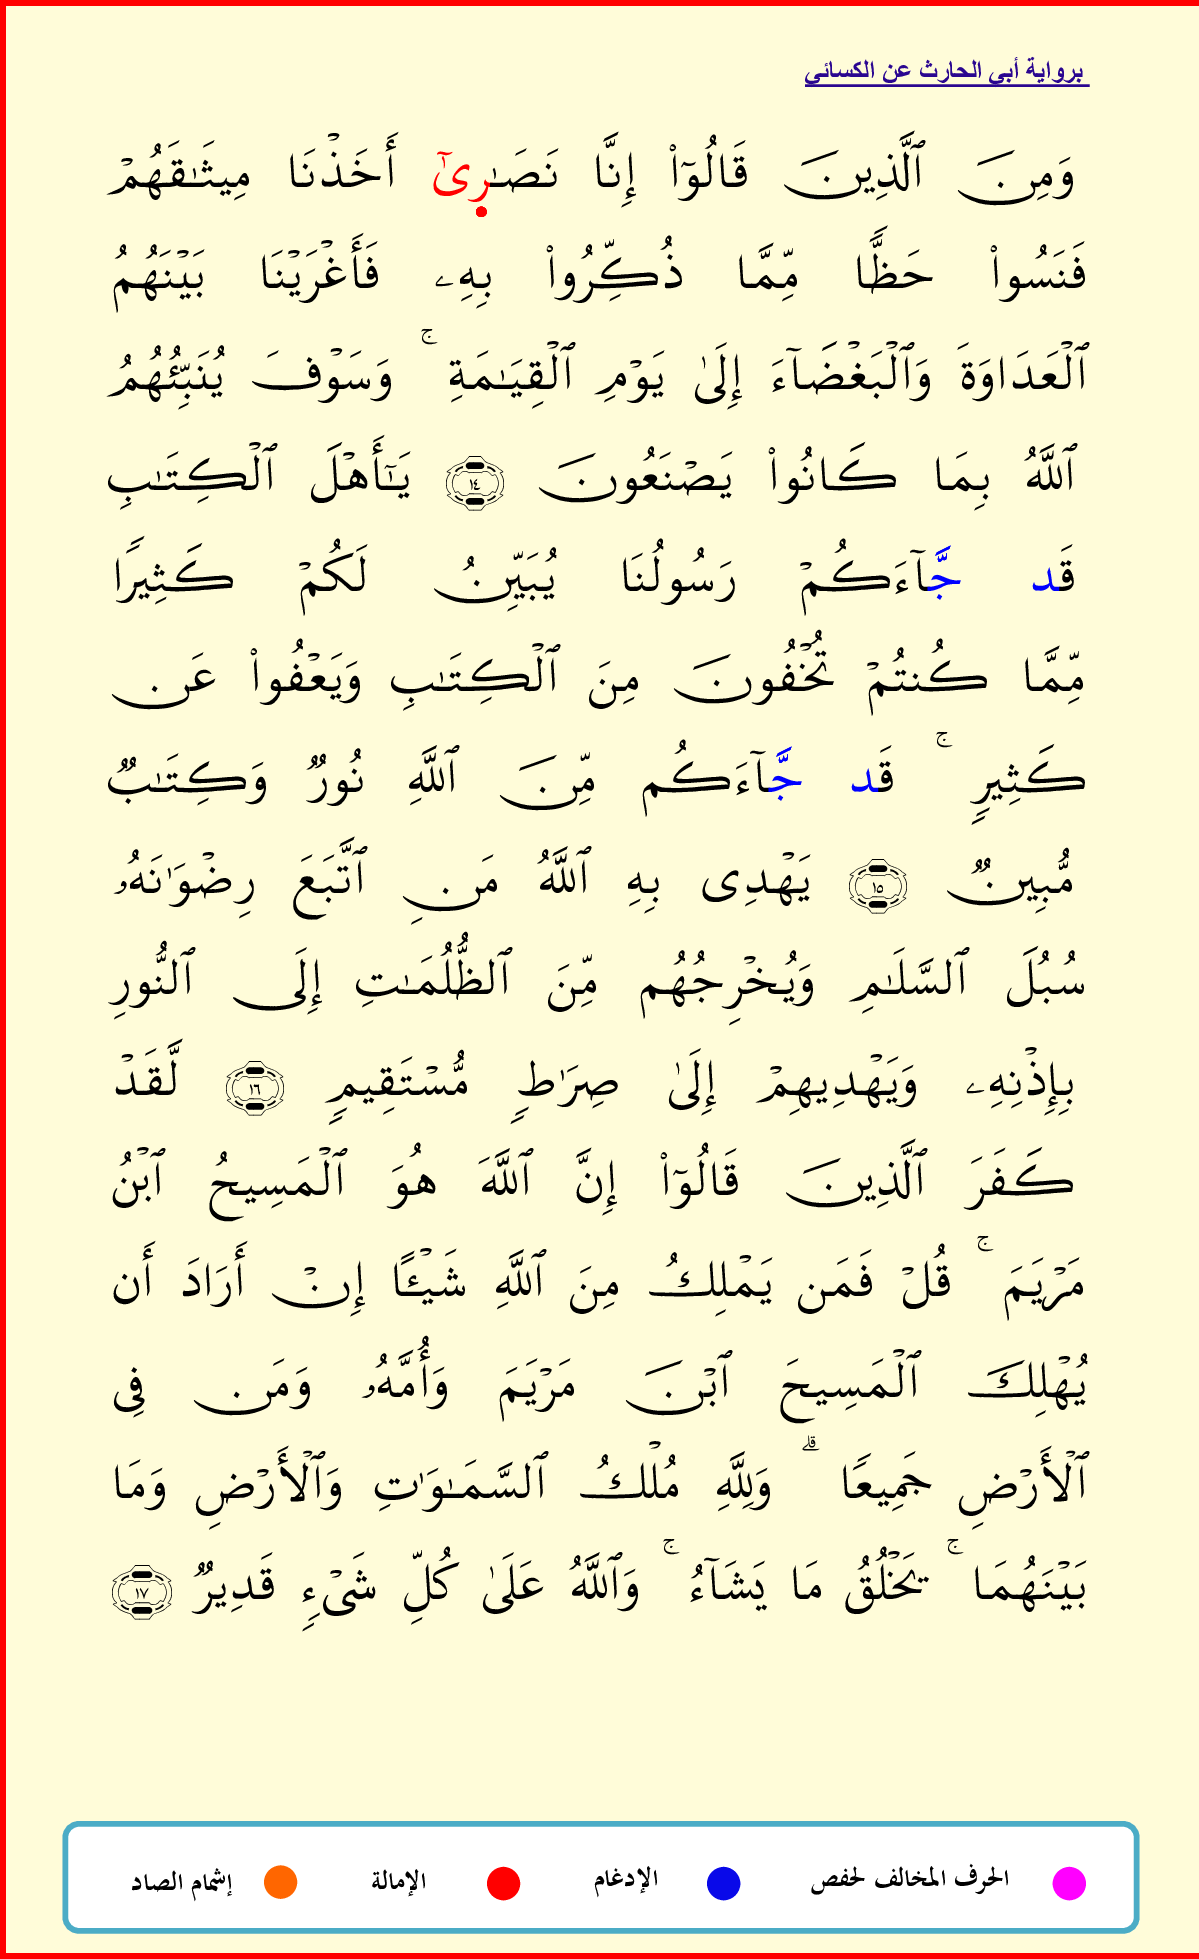 برواية أبي الحارث عن الكسائي
وَمِنَ ٱلَّذِينَ قَالُوٓا۟ إِنَّا نَصَـٰرِىٰٓ أَخَذْنَا مِيثَـٰقَهُمْ
فَنَسُوا۟ حَظًّا مِّمَّا ذُكِّرُوا۟ بِهِۦ فَأَغْرَيْنَا بَيْنَهُمُ
ٱلْعَدَاوَةَ وَٱلْبَغْضَآءَ إِلَىٰ يَوْمِ ٱلْقِيَـٰمَةِ ۚ وَسَوْفَ يُنَبِّئُهُمُ
ٱللَّهُ بِمَا كَانُوا۟ يَصْنَعُونَ ١٤ يَـٰٓأَهْلَ ٱلْكِتَـٰبِ
قَد جَّآءَكُمْ رَسُولُنَا يُبَيِّنُ لَكُمْ كَثِيرًا
مِّمَّا كُنتُمْ تُخْفُونَ مِنَ ٱلْكِتَـٰبِ وَيَعْفُوا۟ عَن
كَثِيرٍ ۚ قَد جَّآءَكُم مِّنَ ٱللَّهِ نُورٌ وَكِتَـٰبٌ
مُّبِينٌ ١٥ يَهْدِى بِهِ ٱللَّهُ مَنِ ٱتَّبَعَ رِضْوَٰنَهُۥ
سُبُلَ ٱلسَّلَـٰمِ وَيُخْرِجُهُم مِّنَ ٱلظُّلُمَـٰتِ إِلَى ٱلنُّورِ
بِإِذْنِهِۦ وَيَهْدِيهِمْ إِلَىٰ صِرَٰطٍ مُّسْتَقِيمٍ ١٦ لَّقَدْ
كَفَرَ ٱلَّذِينَ قَالُوٓا۟ إِنَّ ٱللَّهَ هُوَ ٱلْمَسِيحُ ٱبْنُ
مَرْيَمَ ۚ قُلْ فَمَن يَمْلِكُ مِنَ ٱللَّهِ شَيْـًٔا إِنْ أَرَادَ أَن
يُهْلِكَ ٱلْمَسِيحَ ٱبْنَ مَرْيَمَ وَأُمَّهُۥ وَمَن فِى
ٱلْأَرْضِ جَمِيعًا ۗ وَلِلَّهِ مُلْكُ ٱلسَّمَـٰوَٰتِ وَٱلْأَرْضِ وَمَا
بَيْنَهُمَا ۚ يَخْلُقُ مَا يَشَآءُ ۚ وَٱللَّهُ عَلَىٰ كُلِّ شَىْءٍ قَدِيرٌ ١٧
الحرف المخالف لحفص الإدغام الإمالة إشمام الصاد